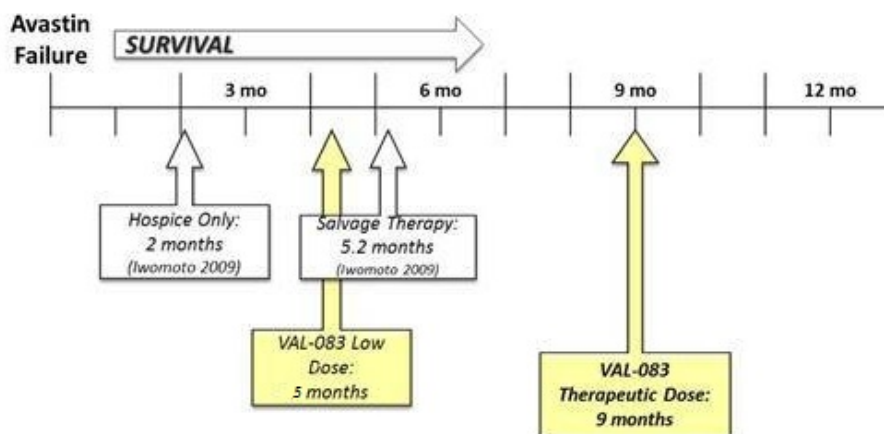 Avastin
Failure
SURVIVAL
3 mo
6 mo
9 mo
12 mo
Hospice Only:
2 months
(Iwomoto 2009)
Salvage Therapy:
5.2 months
(Iwomoto 2009)
VAL-083 Low
Dose:
5 months
VAL-083
Therapeutic Dose:
9 months